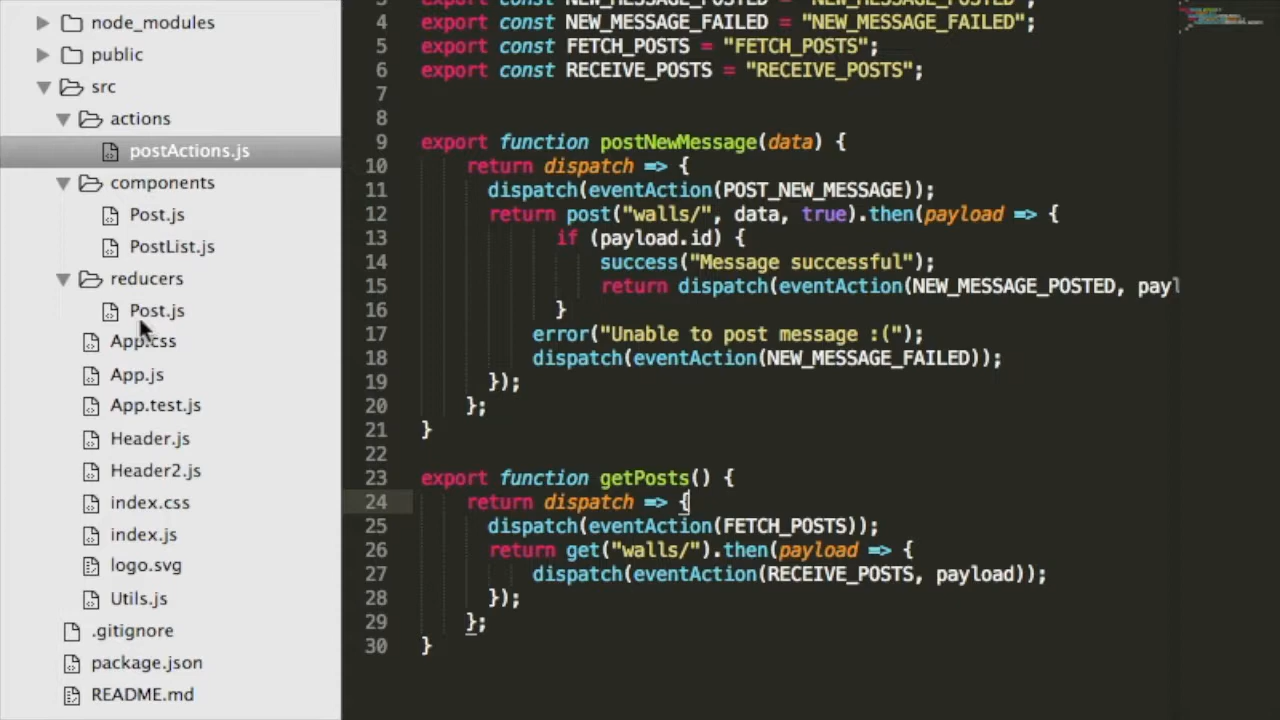 node_modules
public
src
actions
postActions.js
components
Post.js
PostList.js
reducers
Post.js
App.css
App.js
App.test.js
Header.js
Header2.js
index.css
index.js
logo.svg
Utils.js
.gitignore
package.json
README.md
3 export const NEW_MESSAGE_POSTED = "NEW_MESSAGE_POSTED";
4 export const NEW_MESSAGE_FAILED = "NEW_MESSAGE_FAILED";
5 export const FETCH_POSTS = "FETCH_POSTS";
6 export const RECEIVE_POSTS = "RECEIVE_POSTS";
7
8
9 export function postNewMessage(data) {
10 return dispatch => {
11 dispatch(eventAction(POST_NEW_MESSAGE));
12 return post("walls/", data, true).then(payload => {
13 if (payload.id) {
14 success("Message successful");
15 return dispatch(eventAction(NEW_MESSAGE_POSTED, payl
16 }
17 error("Unable to post message :(");
18 dispatch(eventAction(NEW_MESSAGE_FAILED));
19 });
20 };
21 }
22
23 export function getPosts() {
24 return dispatch => {
25 dispatch(eventAction(FETCH_POSTS));
26 return get("walls/").then(payload => {
27 dispatch(eventAction(RECEIVE_POSTS, payload));
28 });
29 };
30 }